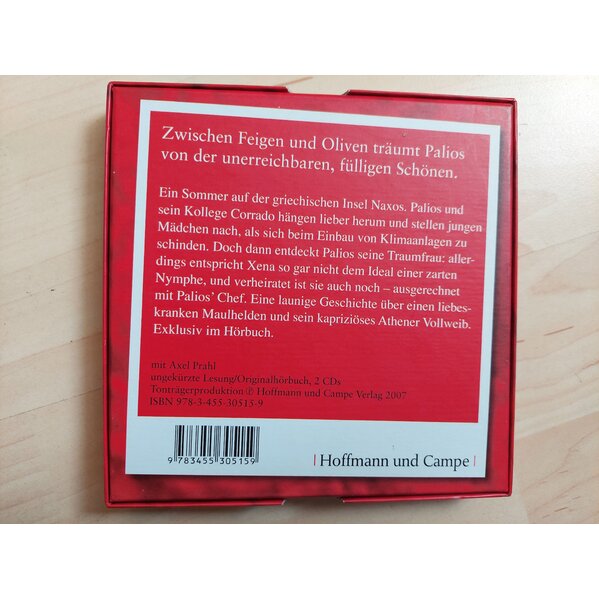 Zwischen Feigen und Oliven träumt Palios
von der unerreichbaren, fülligen Schönen.
Ein Sommer auf der griechischen Insel Naxos. Palios und
sein Kollege Corrado hängen lieber herum und stellen jungen
Mädchen nach, als sich beim Einbau von Klimaanlagen zu
schinden. Doch dann entdeckt Palios seine Traumfrau: aller-
dings entspricht Xena so gar nicht dem Ideal einer zarten
Nymphe, und verheiratet ist sie auch noch – ausgerechnet
mit Palios’ Chef. Eine launige Geschichte über einen liebes-
kranken Maulhelden und sein kapriziöses Athener Vollweib.
Exklusiv im Hörbuch.
mit Axel Prahl
ungekürzte Lesung/Originalhörbuch, 2 CDs
Tonträgerproduktion ℗ Hoffmann und Campe Verlag 2007
ISBN 978-3-455-30515-9
9 783455 305159
| Hoffmann und Campe |